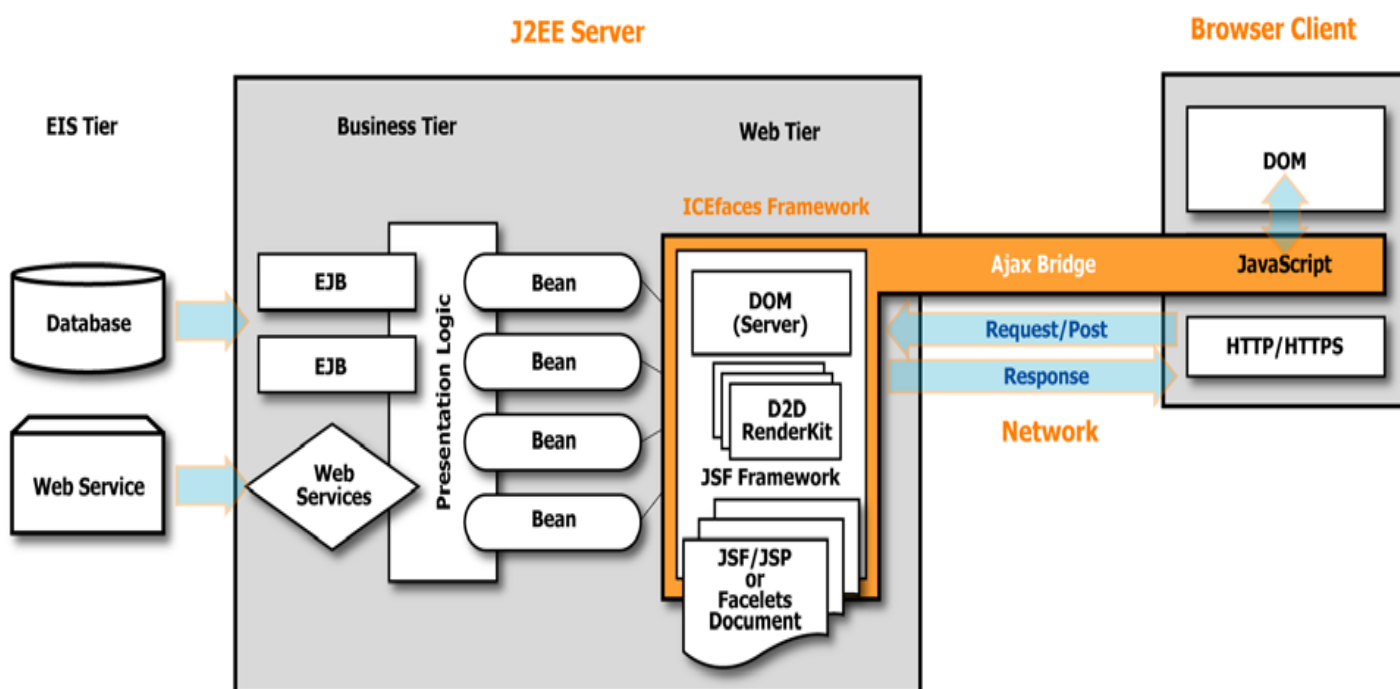 J2EE Server
Browser Client
EIS Tier
Business Tier
Web Tier
ICEfaces Framework
Database
Web Service
EJB
EJB
Web
Services
Presentation Logic
Bean
Bean
Bean
Bean
DOM
(Server)
D2D
RenderKit
JSF Framework
JSF/JSP
or
Facelets
Document
Ajax Bridge
Request/Post
Response
Network
DOM
JavaScript
HTTP/HTTPS